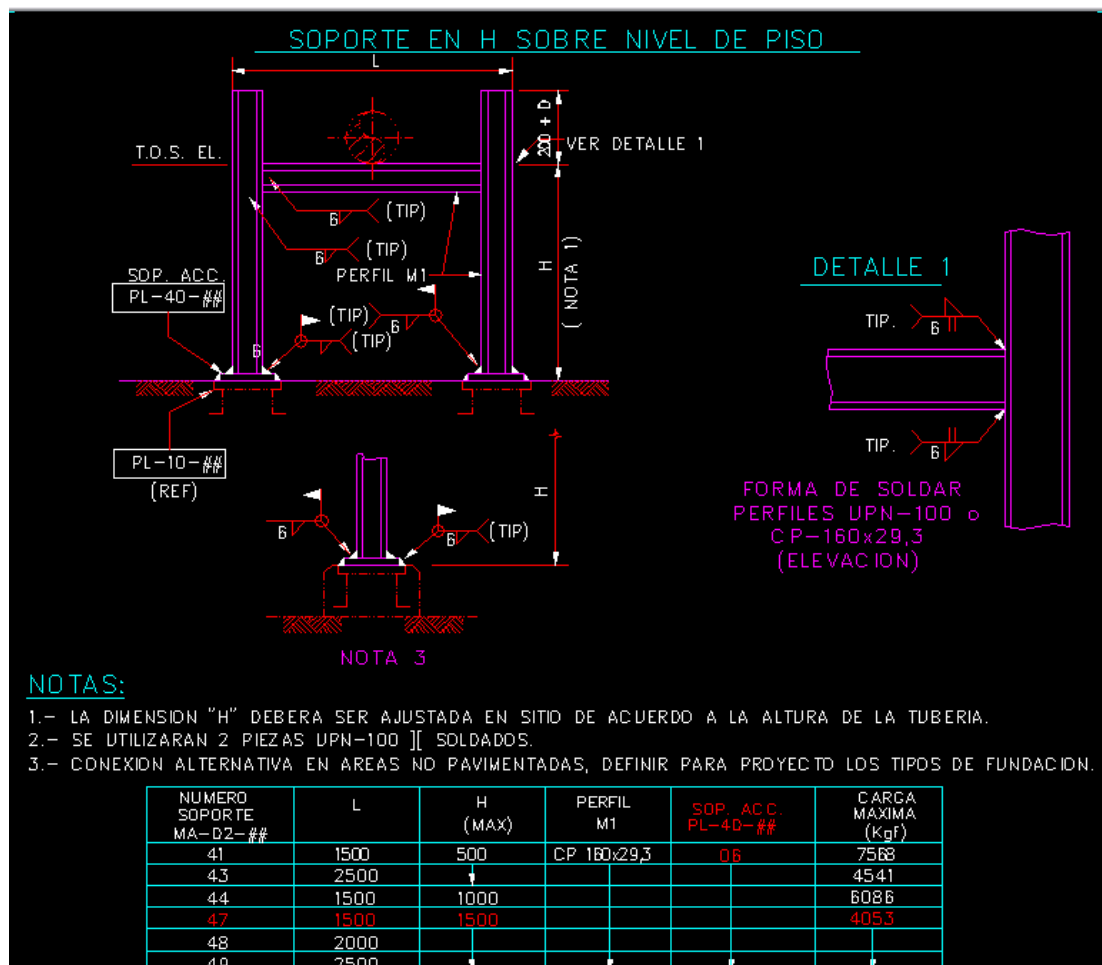 SOPORTE EN H SOBRE NIVEL DE PISO
L
200 + D
VER DETALLE 1
T.O.S. EL.
6 (TIP)
6 (TIP)
PERFIL M1
H
( NOTA 1)
SOP. ACC.
PL-40-##
(TIP) 6
6 (TIP)
PL-10-##
(REF)
DETALLE 1
TIP. 6
TIP. 6
FORMA DE SOLDAR
PERFILES UPN-100 o
CP-160x29,3
(ELEVACION)
H
6
6 (TIP)
NOTA 3
NOTAS:
1.- LA DIMENSION "H" DEBERA SER AJUSTADA EN SITIO DE ACUERDO A LA ALTURA DE LA TUBERIA.
2.- SE UTILIZARAN 2 PIEZAS UPN-100 ][ SOLDADOS.
3.- CONEXION ALTERNATIVA EN AREAS NO PAVIMENTADAS, DEFINIR PARA PROYECTO LOS TIPOS DE FUNDACION.
NUMERO SOPORTE MA-D2-## L H (MAX) PERFIL M1 SOP. ACC. PL-4D-## CARGA MAXIMA (Kgf)
41 1500 500 CP 160x29,3 06 7568
43 2500 4541
44 1500 1000 6086
47 1500 1500 4053
48 2000
49 2500